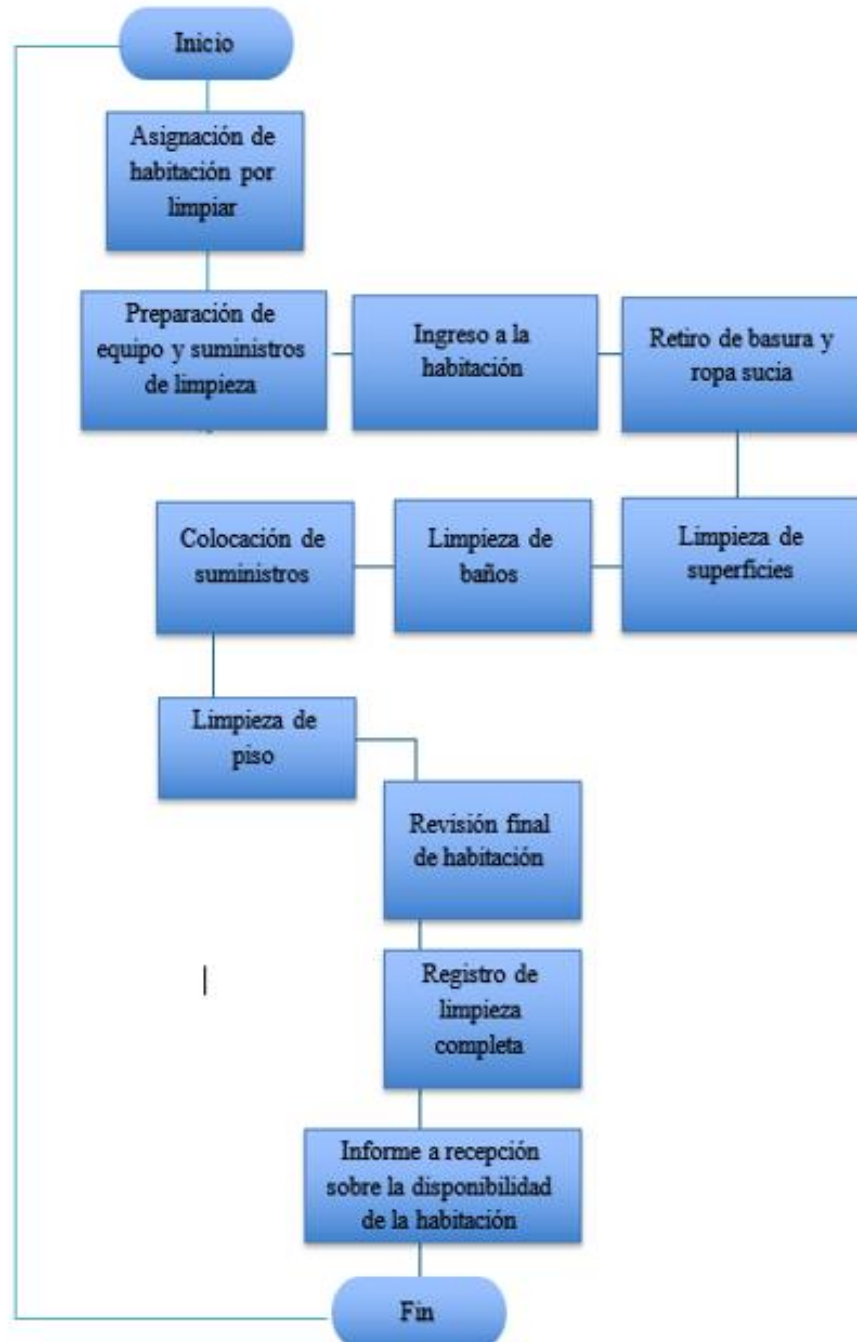 Inicio
Asignación de
habitación por
limpiar
Preparación de
equipo y suministros
de limpieza
Ingreso a la
habitación
Retiro de basura y
ropa sucia
Limpieza de
superficies
Limpieza de
baños
Colocación de
suministros
Limpieza de
piso
Revisión final
de habitación
Registro de
limpieza
completa
Informe a recepción
sobre la disponibilidad
de la habitación
Fin